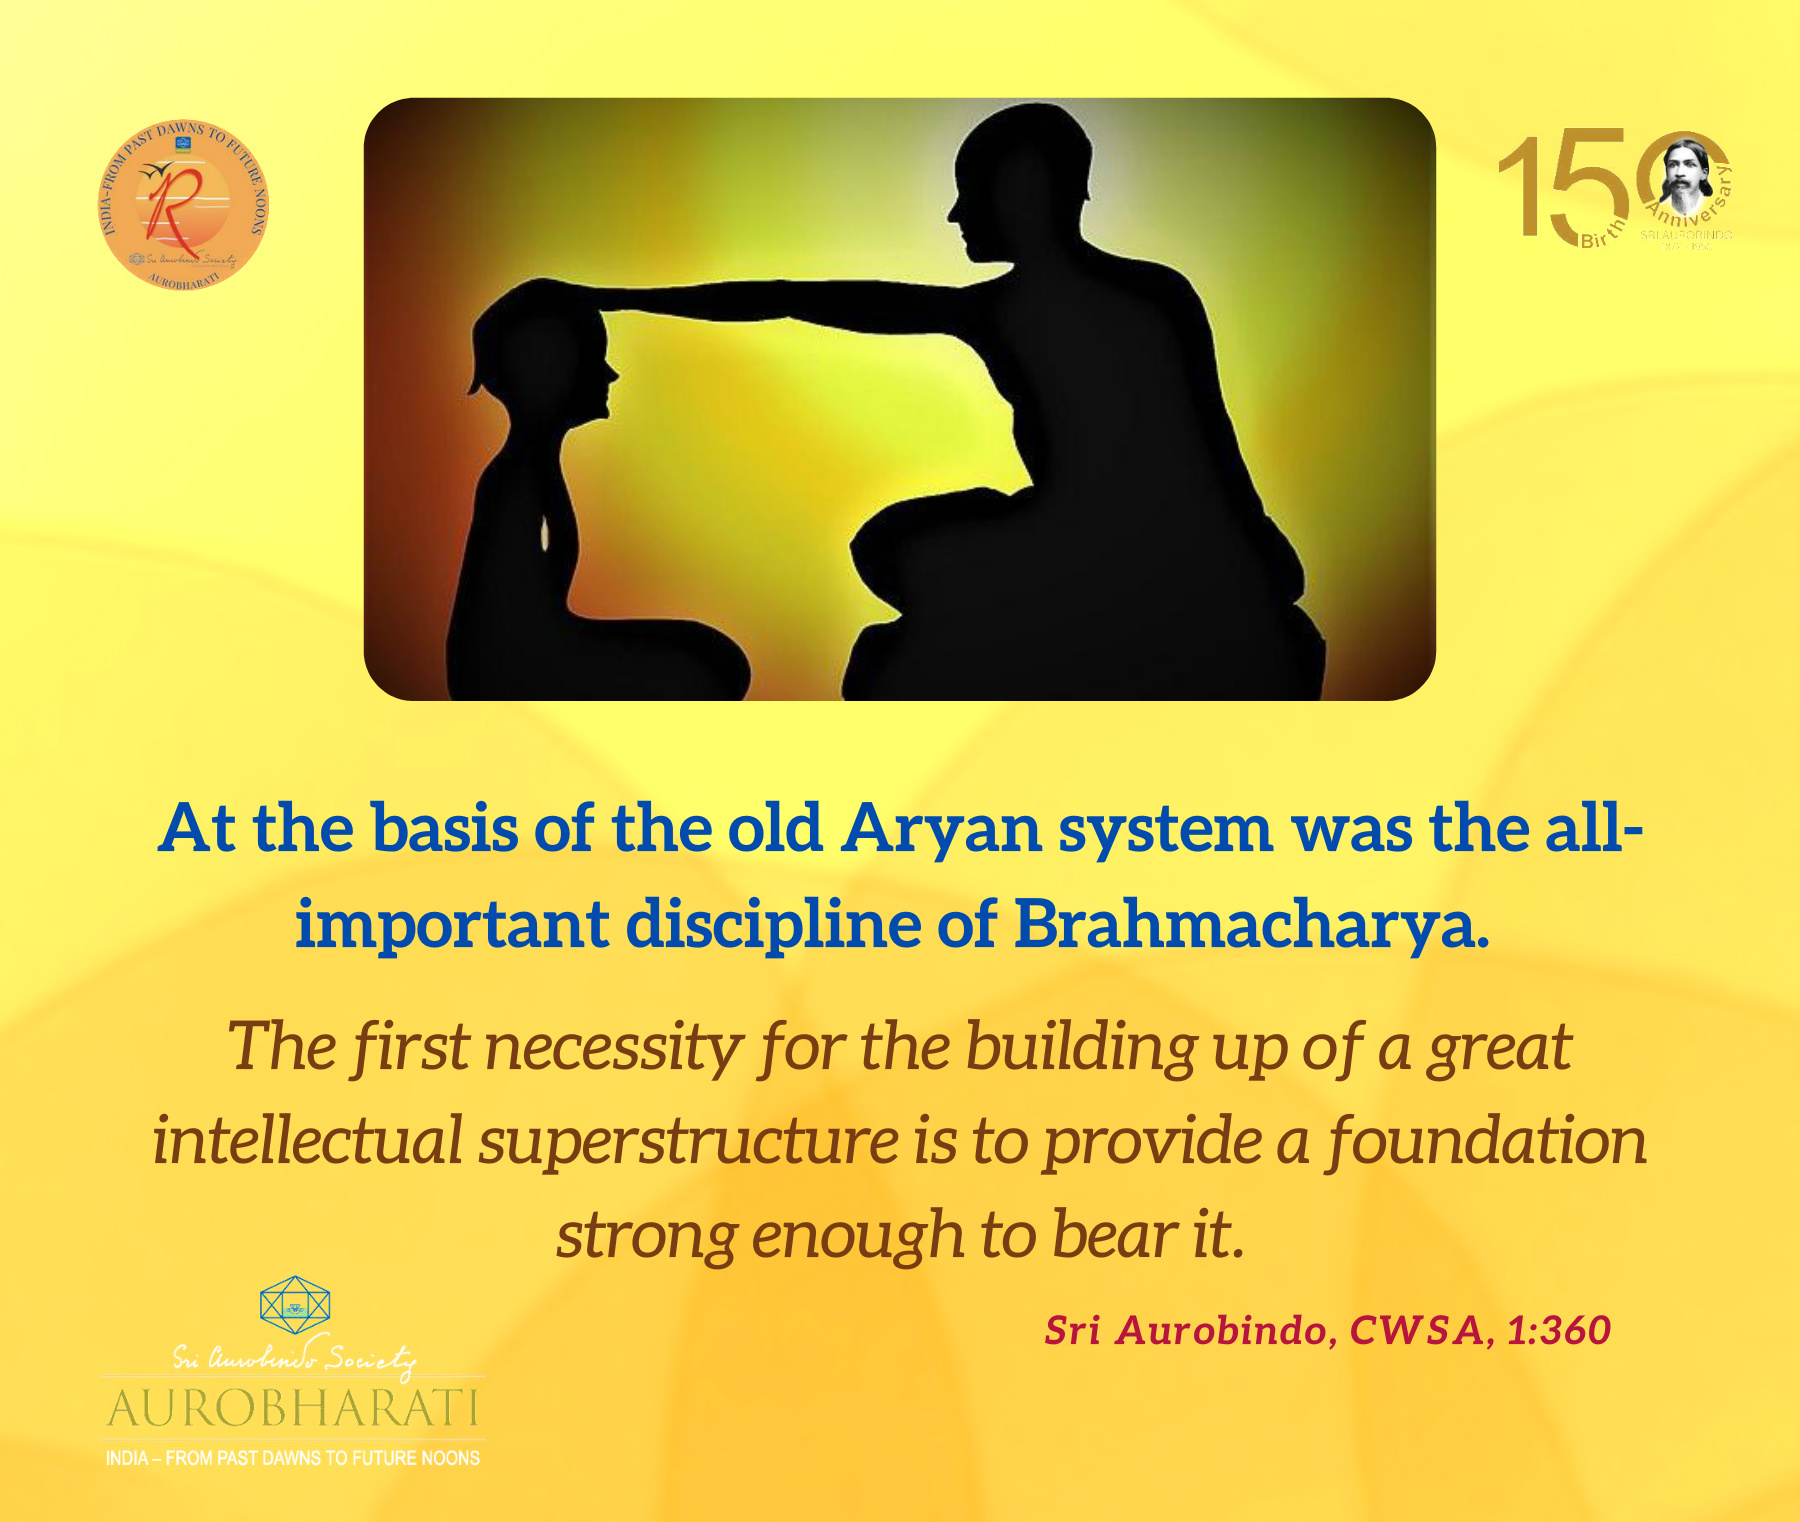 INDIA-FROM PAST DAWNS TO FUTURE NOONS
R
Sri Aurobindo Society
AUROBHARATI
150
Birth
Anniversary
SRI AUROBINDO
At the basis of the old Aryan system was the all-
important discipline of Brahmacharya.
The first necessity for the building up of a great
intellectual superstructure is to provide a foundation
strong enough to bear it.
Sri Aurobindo, CWSA, 1:360
Sri Aurobindo Society
AUROBHARATI
INDIA – FROM PAST DAWNS TO FUTURE NOONS